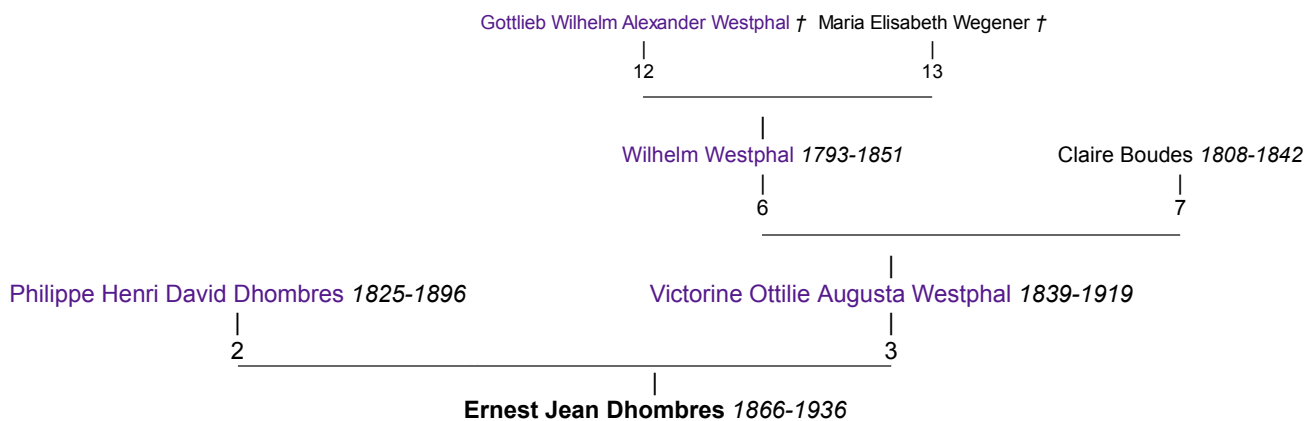 Gottlieb Wilhelm Alexander Westphal † Maria Elisabeth Wegener †
12 13
Wilhelm Westphal 1793-1851 Claire Boudes 1808-1842
6 7
Philippe Henri David Dhombres 1825-1896 Victorine Ottilie Augusta Westphal 1839-1919
2 3
Ernest Jean Dhombres 1866-1936